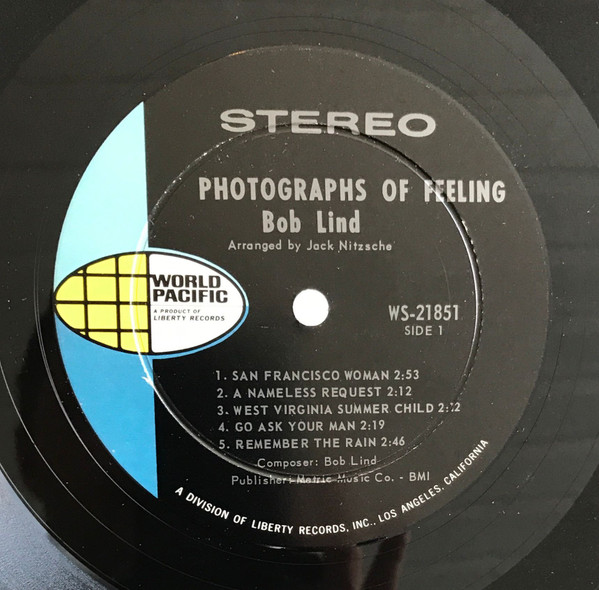 STEREO
PHOTOGRAPHS OF FEELING
Bob Lind
Arranged by Jack Nitzsche
WORLD
PACIFIC
A PRODUCT OF
LIBERTY RECORDS
WS-21851
SIDE 1
1. SAN FRANCISCO WOMAN 2:53
2. A NAMELESS REQUEST 2:12
3. WEST VIRGINIA SUMMER CHILD 2:12
4. GO ASK YOUR MAN 2:19
5. REMEMBER THE RAIN 2:46
Composer: Bob Lind
Publisher: Metric Music Co. - BMI
A DIVISION OF LIBERTY RECORDS, INC., LOS ANGELES, CALIFORNIA